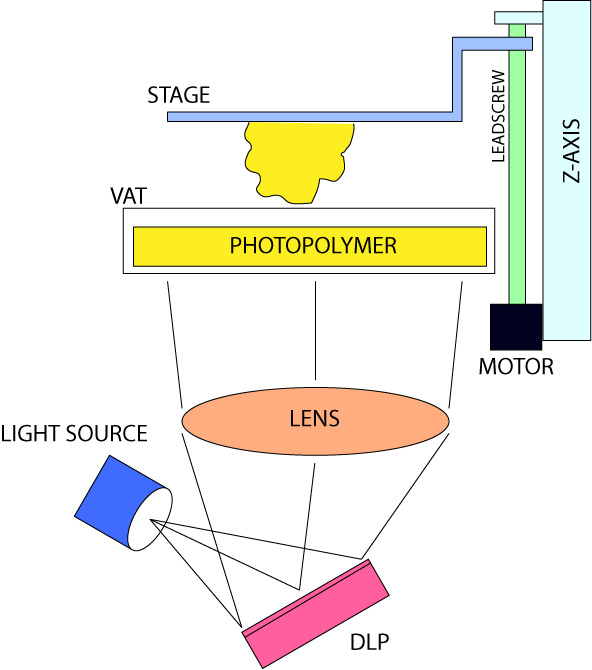 STAGE
LEADSCREW
Z-AXIS
VAT
PHOTOPOLYMER
MOTOR
LENS
LIGHT SOURCE
DLP